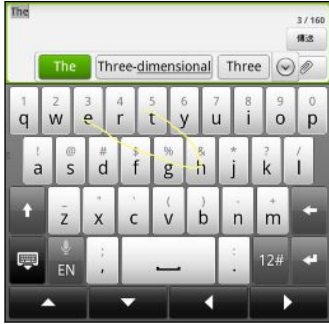 The
3 / 160
傳送
The Three-dimensional Three
1 2 3 4 5 6 7 8 9 0
q w e r t y u i o p
! @ # $ % & * ? /
a s d f g h j k l
- ' ( ) " +
z x c v b n m
EN ; , : . 12#